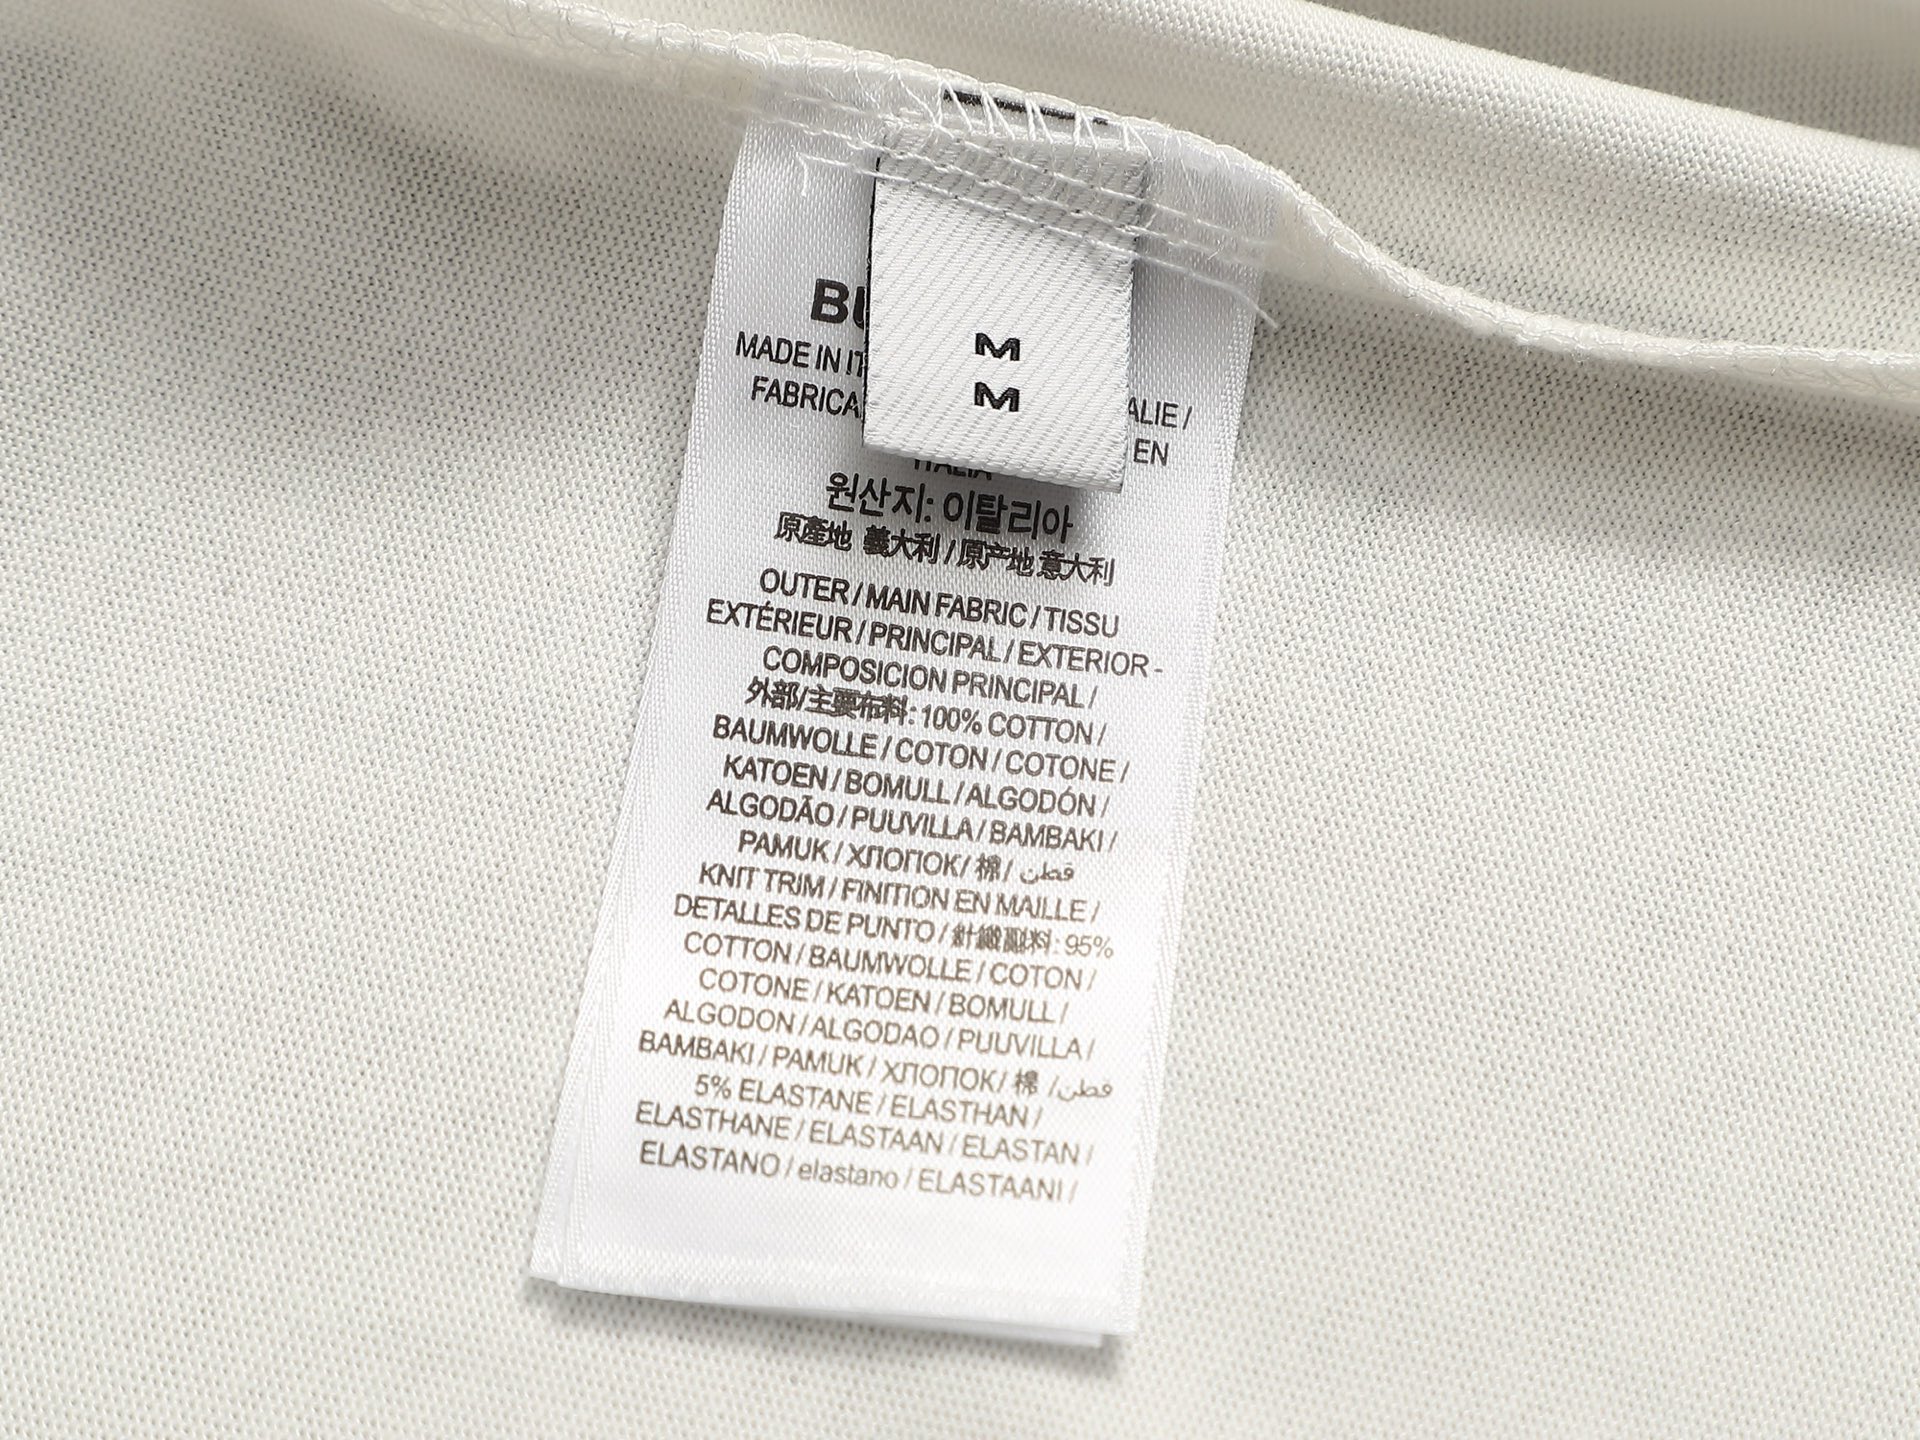 M
M
BU
MADE IN IT
FABRICA ALIE /
EN
ITALIA
원산지: 이탈리아
原產地 義大利 / 原产地 意大利
OUTER / MAIN FABRIC / TISSU
EXTÉRIEUR / PRINCIPAL / EXTERIOR -
COMPOSICION PRINCIPAL /
外部/主要布料: 100% COTTON /
BAUMWOLLE / COTON / COTONE /
KATOEN / BOMULL / ALGODÓN /
ALGODÃO / PUUVILLA / BAMBAKI /
PAMUK / ХЛОПОК / 棉 / قطن
KNIT TRIM / FINITION EN MAILLE /
DETALLES DE PUNTO / 針織副料: 95%
COTTON / BAUMWOLLE / COTON /
COTONE / KATOEN / BOMULL /
ALGODON / ALGODAO / PUUVILLA /
BAMBAKI / PAMUK / ХЛОПОК / 棉 / قطن
5% ELASTANE / ELASTHAN /
ELASTHANE / ELASTAAN / ELASTAN /
ELASTANO / elastano / ELASTAANI /